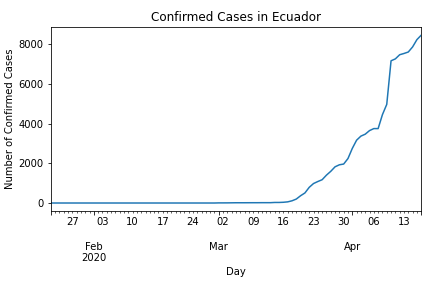 Confirmed Cases in Ecuador
Number of Confirmed Cases
8000
6000
4000
2000
0
27 03 10 17 24 02 09 16 23 30 06 13
Feb Mar Apr
2020
Day